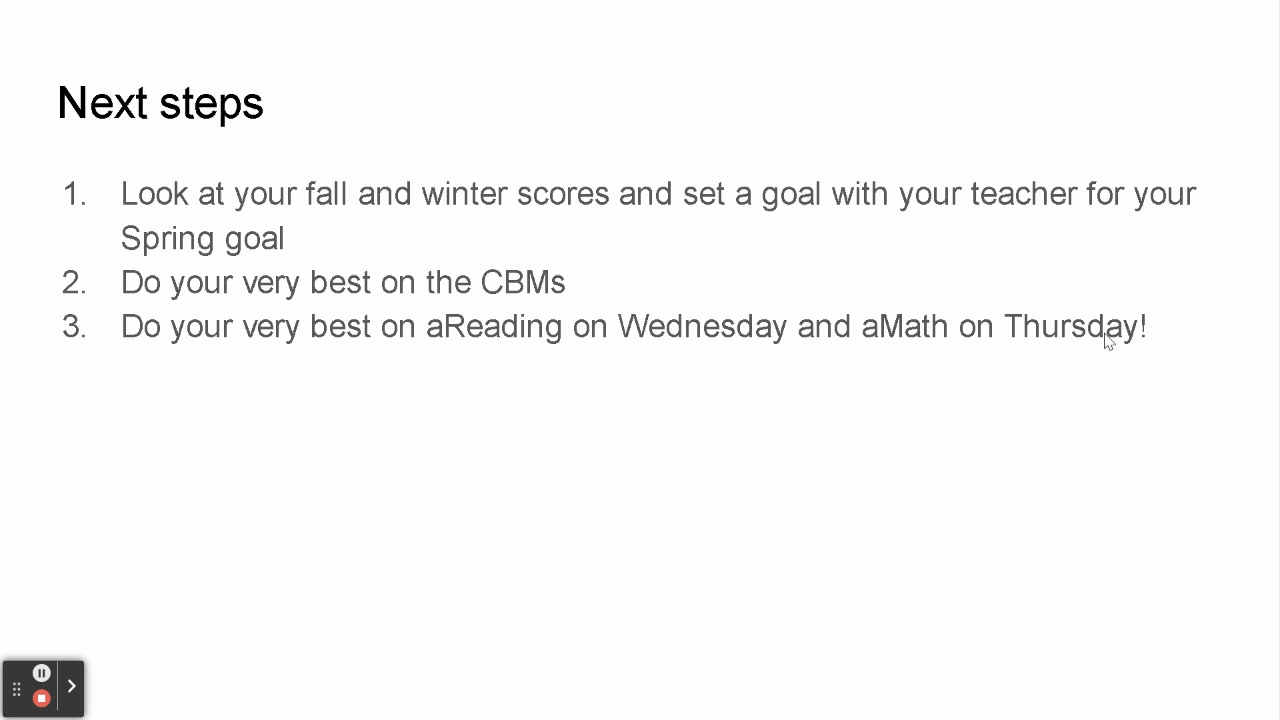 Next steps
1. Look at your fall and winter scores and set a goal with your teacher for your
Spring goal
2. Do your very best on the CBMs
3. Do your very best on aReading on Wednesday and aMath on Thursday!